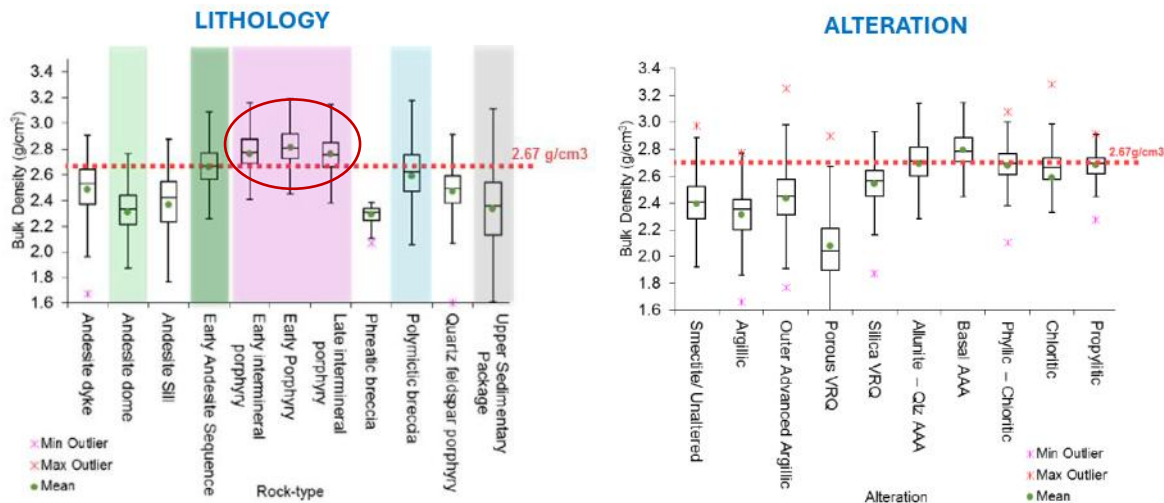 LITHOLOGY
Bulk Density (g/cm³)
3.4
3.2
3.0
2.8
2.6
2.4
2.2
2.0
1.8
1.6
2.67 g/cm3
Andesite dyke
Andesite dome
Andesite Sill
Early Andesite Sequence
Early intermineral
porphyry
Early Porphyry
Late intermineral
porphyry
Phreatic breccia
Polymictic breccia
Quartz feldspar porphyry
Upper Sedimentary
Package
Min Outlier
Max Outlier
Mean
Rock-type
ALTERATION
Bulk Density (g/cm³)
3.4
3.2
3.0
2.8
2.6
2.4
2.2
2.0
1.8
1.6
2.67g/cm3
Smectite/ Unaltered
Argillic
Outer Advanced Argillic
Porous VRQ
Silica VRQ
Allunite – Qtz AAA
Basal AAA
Phyllic – Chloritic
Chloritic
Propylitic
Min Outlier
Max Outlier
Mean
Alteration